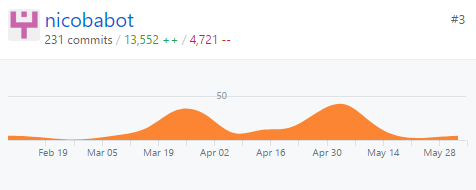 nicobabot
#3
231 commits / 13,552 ++ / 4,721 --
50
Feb 19 Mar 05 Mar 19 Apr 02 Apr 16 Apr 30 May 14 May 28